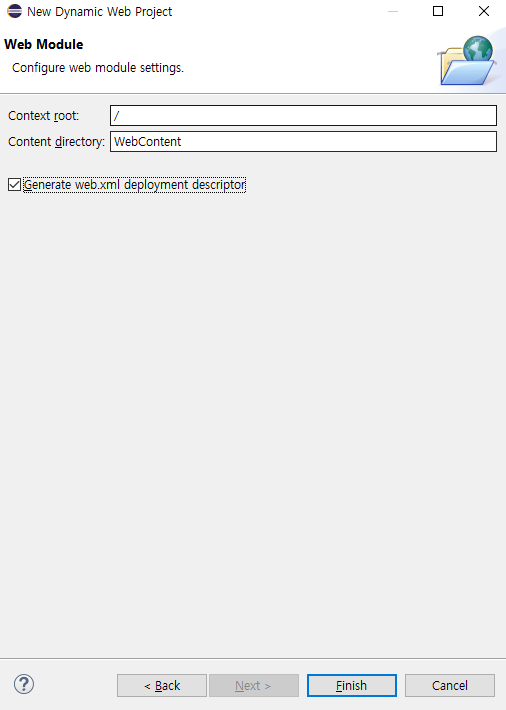 New Dynamic Web Project
Web Module
Configure web module settings.
Context root: /
Content directory: WebContent
Generate web.xml deployment descriptor
?
< Back Next > Finish Cancel